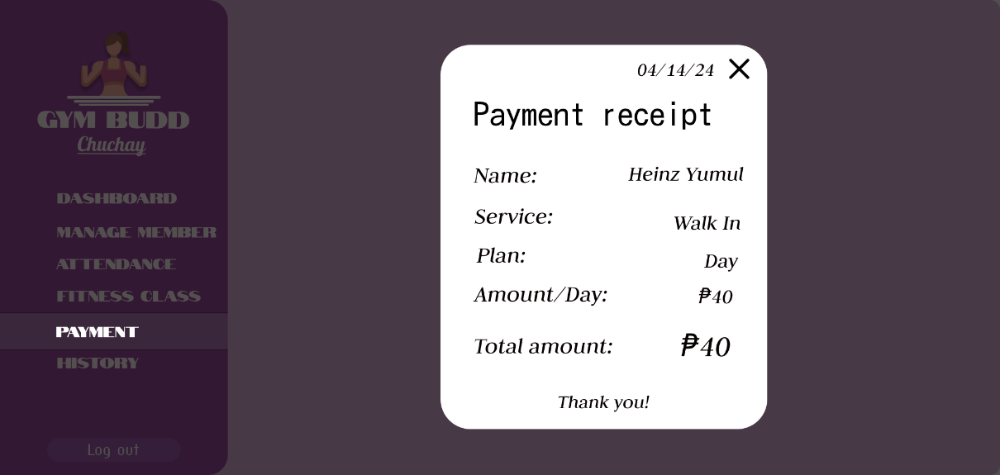 GYM BUDD
Chuchay
DASHBOARD
MANAGE MEMBER
ATTENDANCE
FITNESS CLASS
PAYMENT
HISTORY
Log out
04/14/24
Payment receipt
Name: Heinz Yumul
Service: Walk In
Plan: Day
Amount/Day: ₱40
Total amount: ₱40
Thank you!